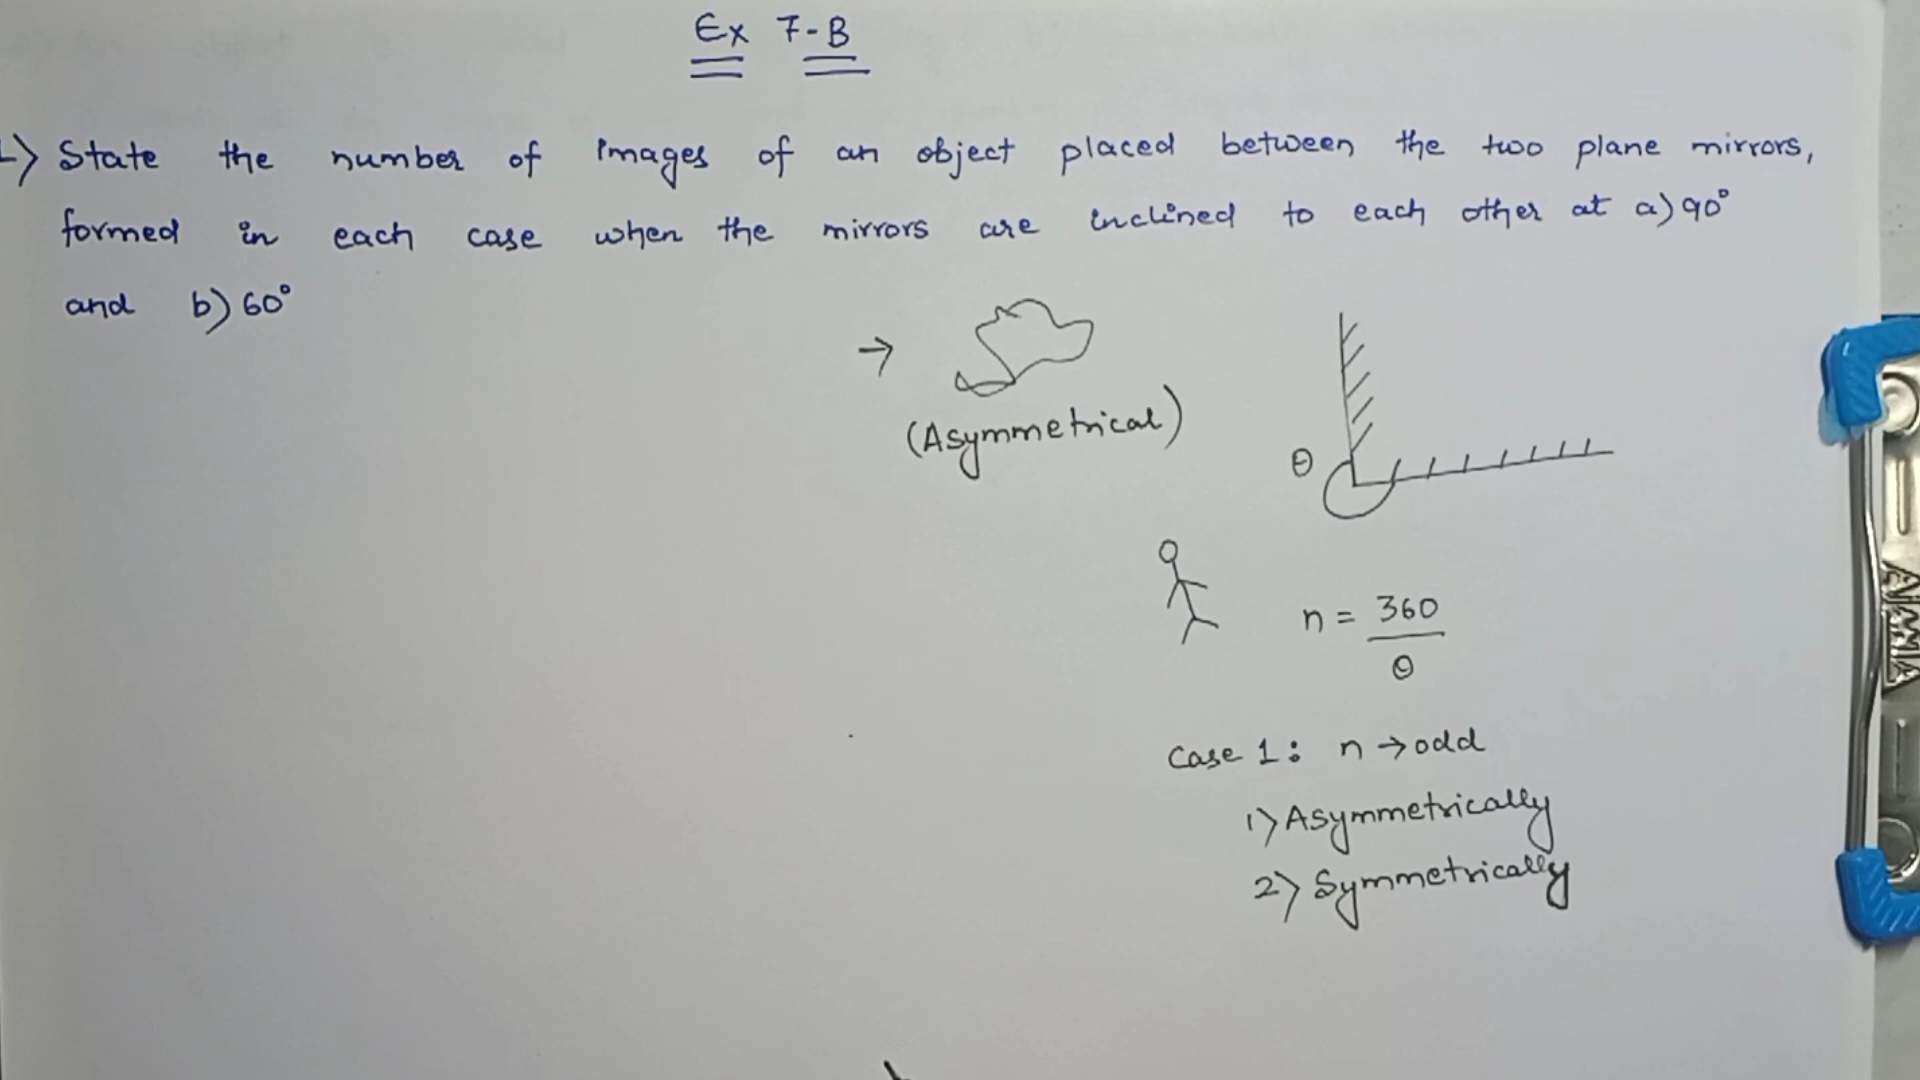 Ex 7-B
1) State the number of images of an object placed between the two plane mirrors,
formed in each case when the mirrors are inclined to each other at a) 90°
and b) 60°
→
(Asymmetrical)
θ
n = 360
θ
Case 1: n → odd
1) Asymmetrically
2) Symmetrically